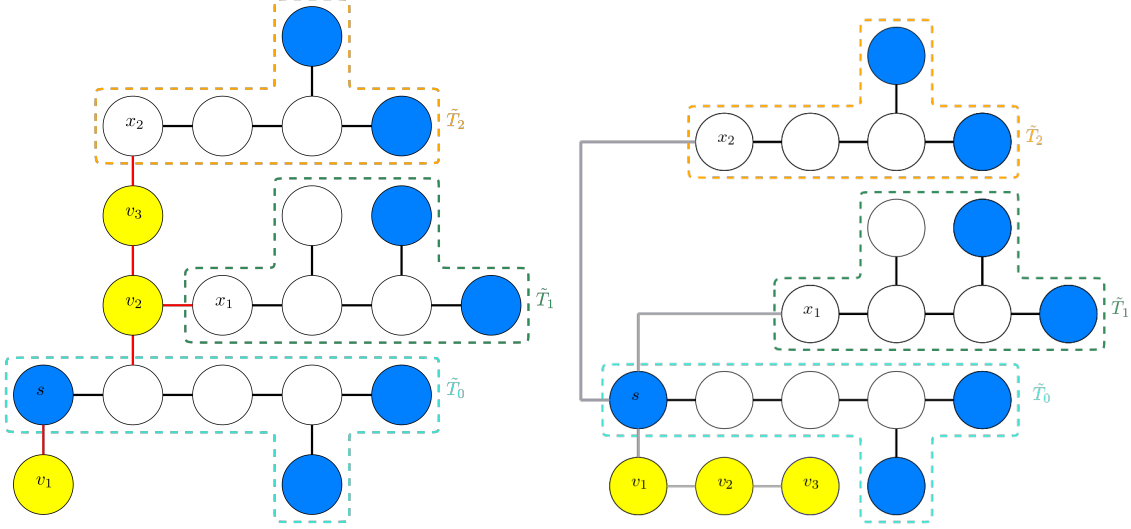 x₂ T̃₂
v₃
v₂ x₁ T̃₁
s T̃₀
v₁
x₂ T̃₂
x₁ T̃₁
s T̃₀
v₁ v₂ v₃